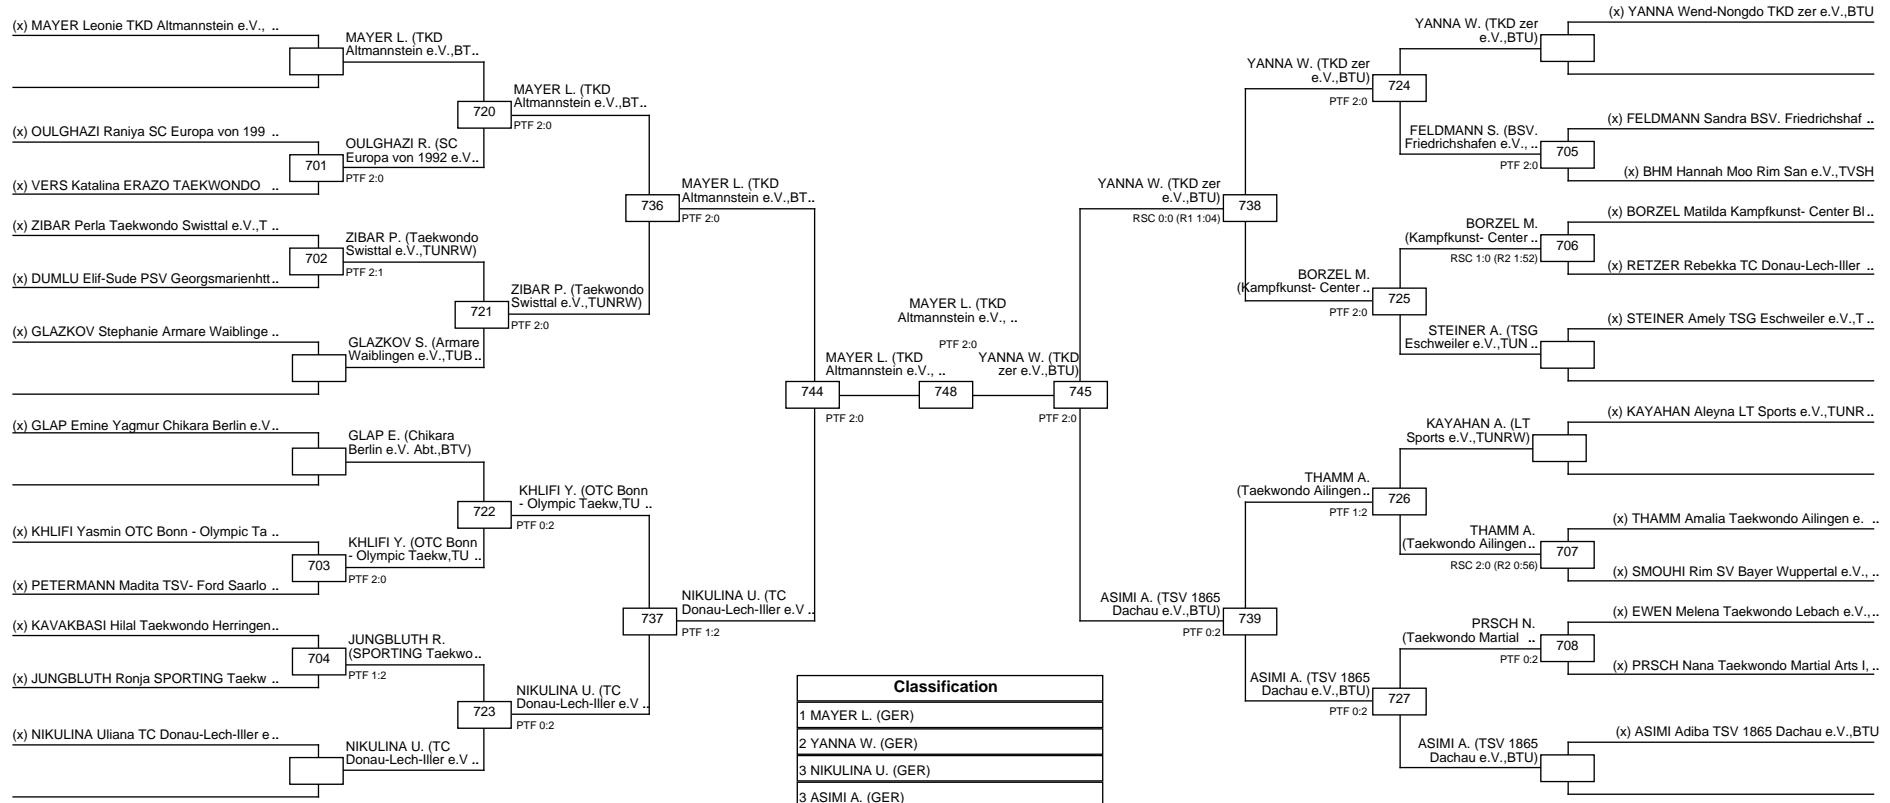 (x) MAYER Leonie TKD Altmannstein e.V., ..
(x) OULGHAZI Raniya SC Europa von 199 ..
(x) VERS Katalina ERAZO TAEKWONDO ..
(x) ZIBAR Perla Taekwondo Swisttal e.V.,T ..
(x) DUMLU Elif-Sude PSV Georgsmarienhtt ..
(x) GLAZKOV Stephanie Armare Waiblinge ..
(x) GLAP Emine Yagmur Chikara Berlin e.V ..
(x) KHLIFI Yasmin OTC Bonn - Olympic Ta ..
(x) PETERMANN Madita TSV- Ford Saarlo ..
(x) KAVAKBASI Hilal Taekwondo Herringen ..
(x) JUNGBLUTH Ronja SPORTING Taekw ..
(x) NIKULINA Uliana TC Donau-Lech-Iller e ..
701
702
703
704
MAYER L. (TKD
Altmannstein e.V.,BT ..
OULGHAZI R. (SC
Europa von 1992 e.V ..
PTF 2:0
ZIBAR P. (Taekwondo
Swisttal e.V.,TUNRW)
PTF 2:1
GLAZKOV S. (Armare
Waiblingen e.V.,TUB ..
GLAP E. (Chikara
Berlin e.V. Abt.,BTV)
KHLIFI Y. (OTC Bonn
- Olympic Taekw,TU ..
PTF 2:0
JUNGBLUTH R.
(SPORTING Taekwo ..
PTF 1:2
NIKULINA U. (TC
Donau-Lech-Iller e.V ..
720
721
722
723
MAYER L. (TKD
Altmannstein e.V.,BT ..
PTF 2:0
ZIBAR P. (Taekwondo
Swisttal e.V.,TUNRW)
PTF 2:0
KHLIFI Y. (OTC Bonn
- Olympic Taekw,TU ..
PTF 0:2
NIKULINA U. (TC
Donau-Lech-Iller e.V ..
PTF 0:2
736
737
MAYER L. (TKD
Altmannstein e.V.,BT ..
PTF 2:0
NIKULINA U. (TC
Donau-Lech-Iller e.V ..
PTF 1:2
744
MAYER L. (TKD
Altmannstein e.V., ..
PTF 2:0
MAYER L. (TKD
Altmannstein e.V., ..
PTF 2:0
748
YANNA W. (TKD
zer e.V.,BTU)
PTF 2:0
745
YANNA W. (TKD zer
e.V.,BTU)
RSC 0:0 (R1 1:04)
ASIMI A. (TSV 1865
Dachau e.V.,BTU)
PTF 0:2
738
739
YANNA W. (TKD zer
e.V.,BTU)
PTF 2:0
BORZEL M.
(Kampfkunst- Center ..
PTF 2:0
THAMM A.
(Taekwondo Ailingen ..
PTF 1:2
ASIMI A. (TSV 1865
Dachau e.V.,BTU)
PTF 0:2
724
725
726
727
YANNA W. (TKD zer
e.V.,BTU)
FELDMANN S. (BSV.
Friedrichshafen e.V., ..
PTF 2:0
BORZEL M.
(Kampfkunst- Center ..
RSC 1:0 (R2 1:52)
STEINER A. (TSG
Eschweiler e.V.,TUN ..
KAYAHAN A. (LT
Sports e.V.,TUNRW)
THAMM A.
(Taekwondo Ailingen ..
RSC 2:0 (R2 0:56)
PRSCH N.
(Taekwondo Martial ..
PTF 0:2
ASIMI A. (TSV 1865
Dachau e.V.,BTU)
705
706
707
708
(x) YANNA Wend-Nongdo TKD zer e.V.,BTU
(x) FELDMANN Sandra BSV. Friedrichshaf ..
(x) BHM Hannah Moo Rim San e.V.,TVSH
(x) BORZEL Matilda Kampfkunst- Center Bl ..
(x) RETZER Rebekka TC Donau-Lech-Iller ..
(x) STEINER Amely TSG Eschweiler e.V.,T ..
(x) KAYAHAN Aleyna LT Sports e.V.,TUNR ..
(x) THAMM Amalia Taekwondo Ailingen e. ..
(x) SMOUHI Rim SV Bayer Wuppertal e.V., ..
(x) EWEN Melena Taekwondo Lebach e.V., ..
(x) PRSCH Nana Taekwondo Martial Arts I, ..
(x) ASIMI Adiba TSV 1865 Dachau e.V.,BTU
Classification
1 MAYER L. (GER)
2 YANNA W. (GER)
3 NIKULINA U. (GER)
3 ASIMI A. (GER)